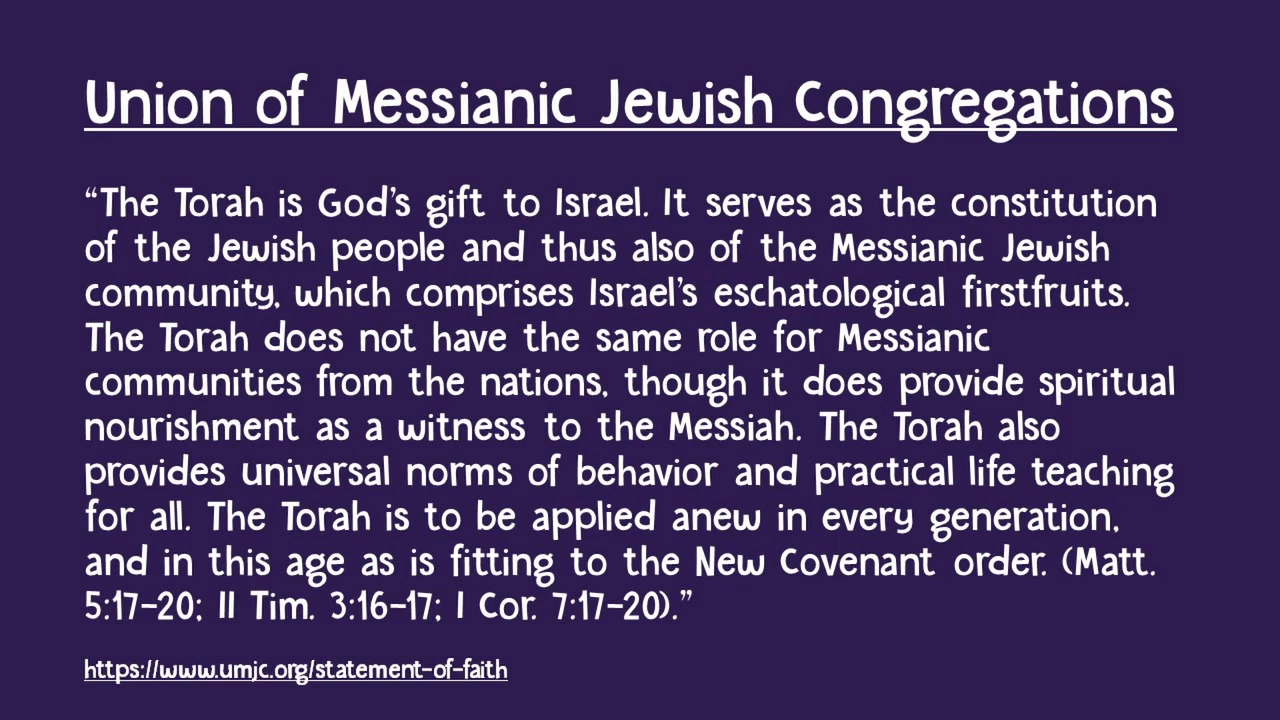 Union of Messianic Jewish Congregations
“The Torah is God’s gift to Israel. It serves as the constitution
of the Jewish people and thus also of the Messianic Jewish
community, which comprises Israel’s eschatological firstfruits.
The Torah does not have the same role for Messianic
communities from the nations, though it does provide spiritual
nourishment as a witness to the Messiah. The Torah also
provides universal norms of behavior and practical life teaching
for all. The Torah is to be applied anew in every generation,
and in this age as is fitting to the New Covenant order. (Matt.
5:17–20; II Tim. 3:16–17; I Cor. 7:17–20).”
https://www.umjc.org/statement-of-faith